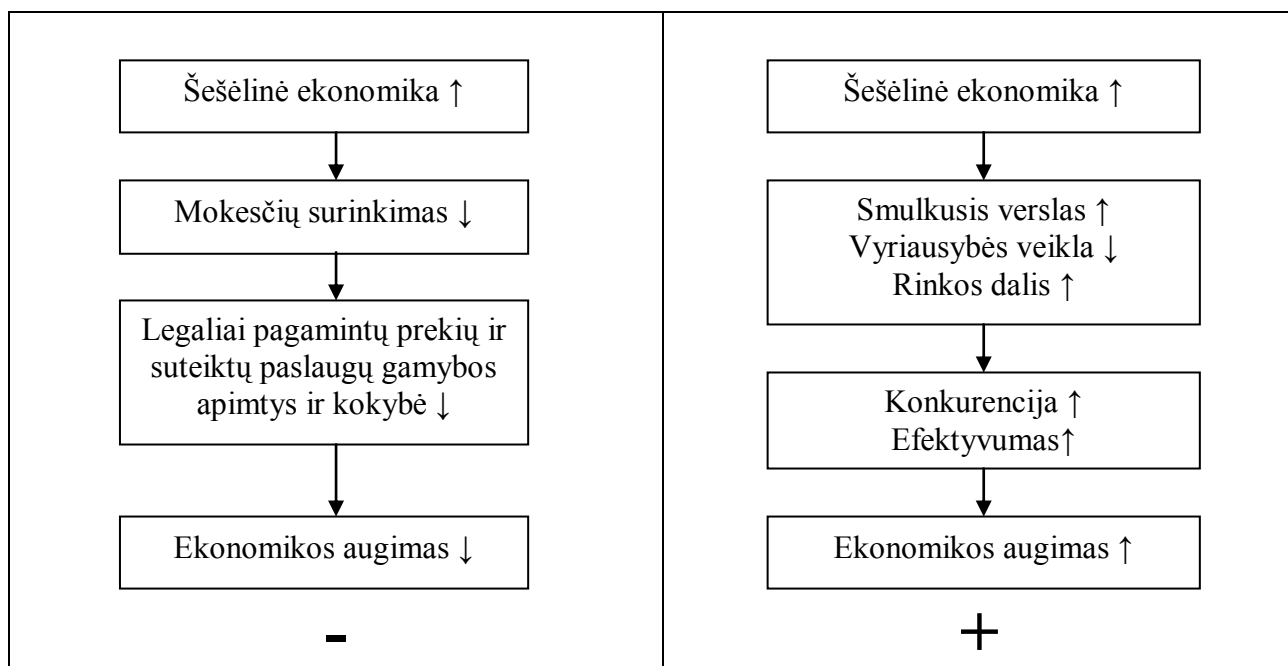 Šešėlinė ekonomika ↑
Mokesčių surinkimas ↓
Legaliai pagamintų prekių ir
suteiktų paslaugų gamybos
apimtys ir kokybė ↓
Ekonomikos augimas ↓
-
Šešėlinė ekonomika ↑
Smulkusis verslas ↑
Vyriausybės veikla ↓
Rinkos dalis ↑
Konkurencija ↑
Efektyvumas↑
Ekonomikos augimas ↑
+